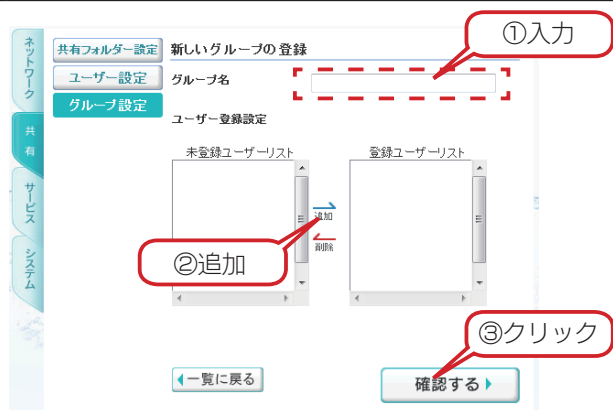 ①入力
ネットワーク
共有
サービス
システム
共有フォルダー設定
ユーザー設定
グループ設定
新しいグループの登録
グループ名
ユーザー登録設定
未登録ユーザーリスト
登録ユーザーリスト
追加
削除
②追加
③クリック
一覧に戻る
確認する